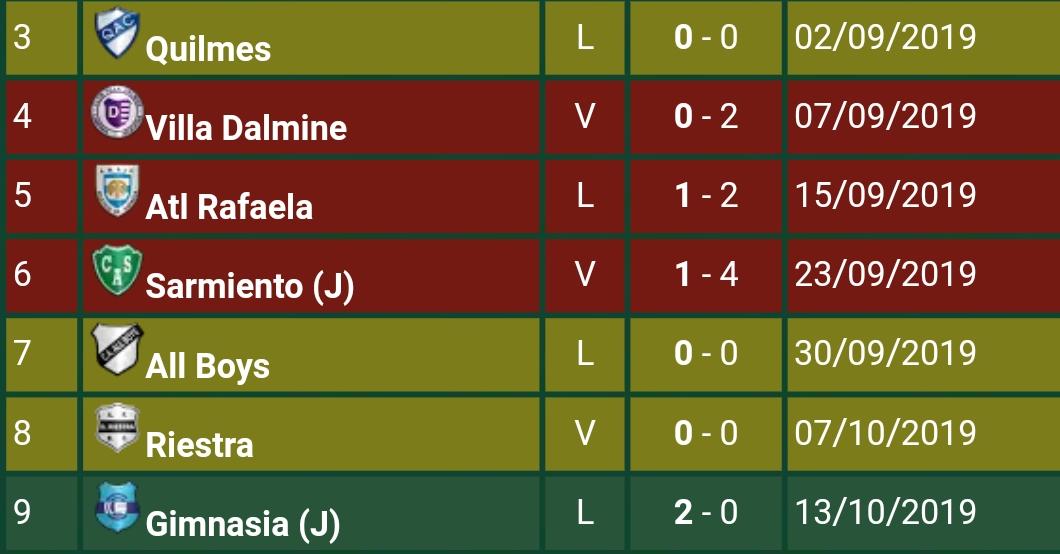 3 QAC Quilmes L 0 - 0 02/09/2019
4 Villa Dalmine V 0 - 2 07/09/2019
5 Atl Rafaela L 1 - 2 15/09/2019
6 CAS Sarmiento (J) V 1 - 4 23/09/2019
7 All Boys L 0 - 0 30/09/2019
8 Riestra V 0 - 0 07/10/2019
9 Gimnasia (J) L 2 - 0 13/10/2019